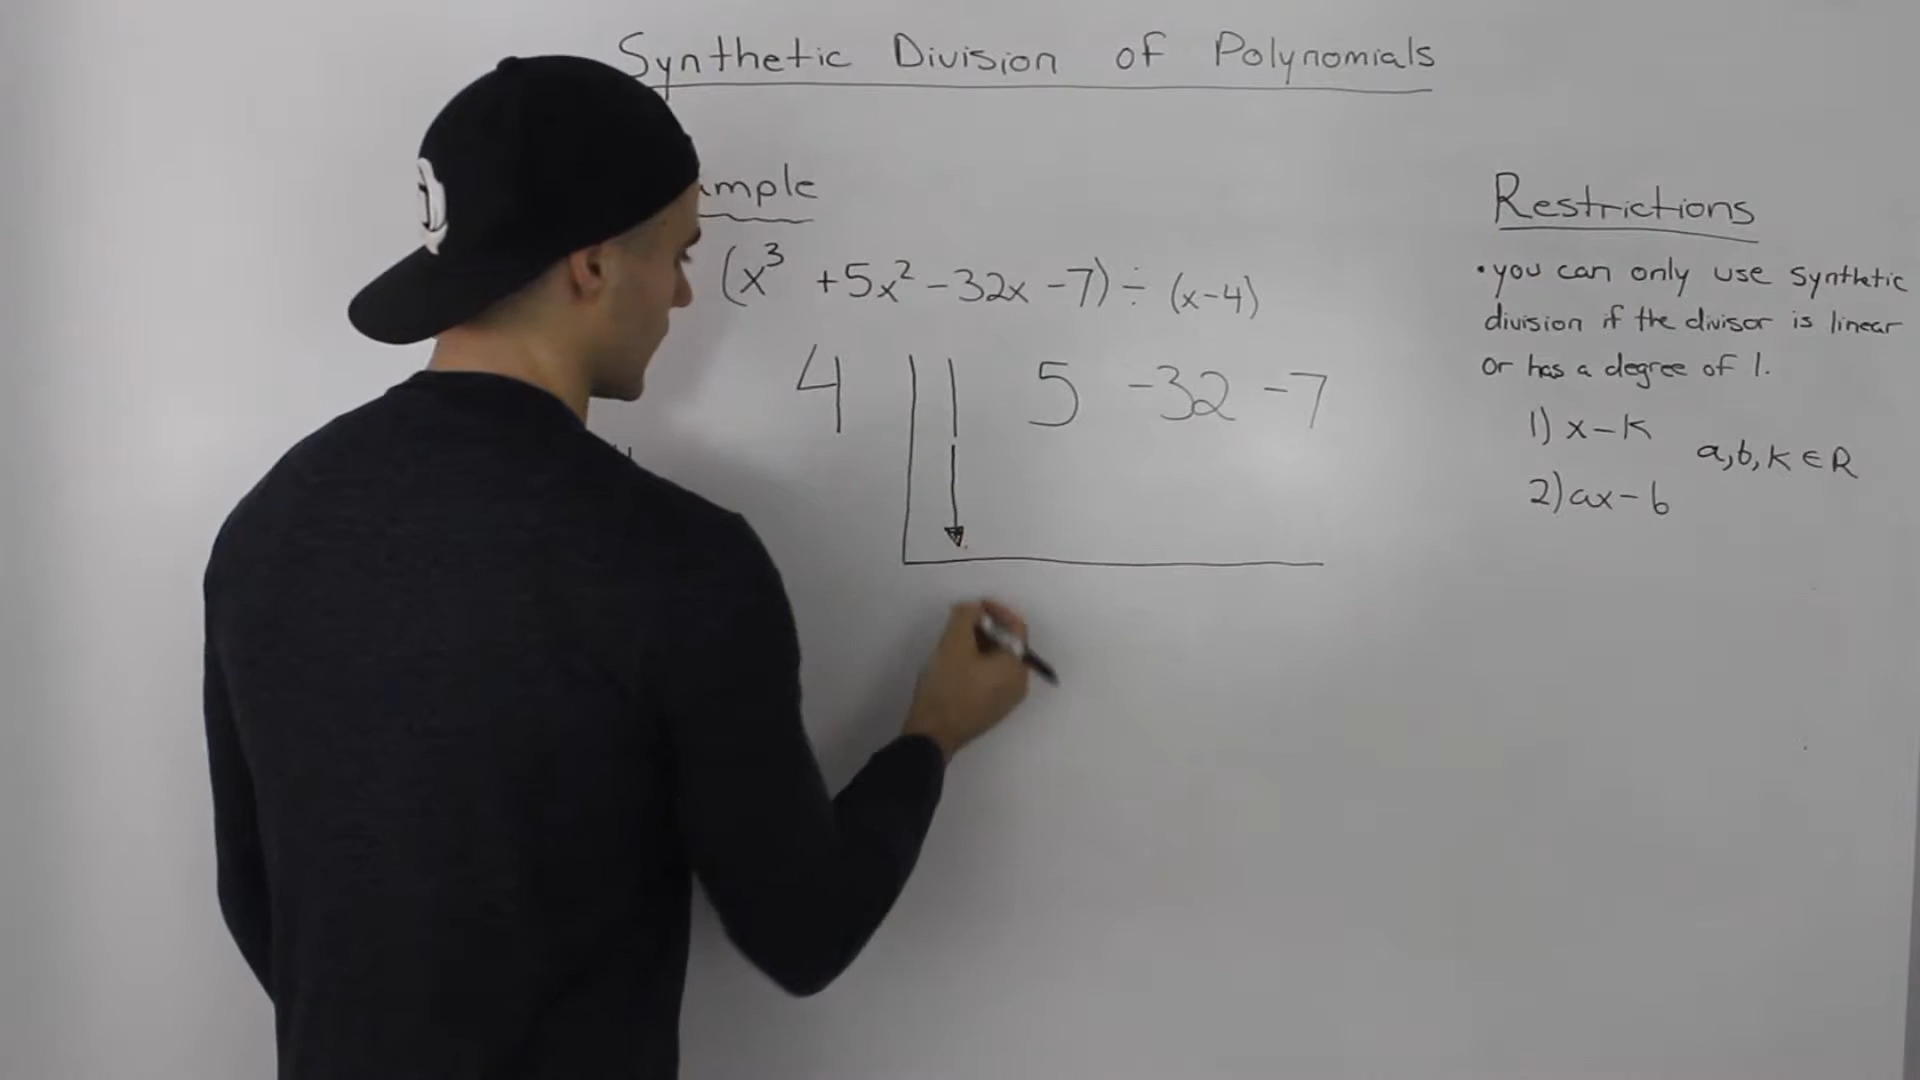 Synthetic Division of Polynomials
ample
(x³ +5x² -32x -7) ÷ (x-4)
4 1 5 -32 -7
Restrictions
• you can only use synthetic
division if the divisor is linear
or has a degree of 1.
1) x-k
a,b,k ∈ R
2) ax-b